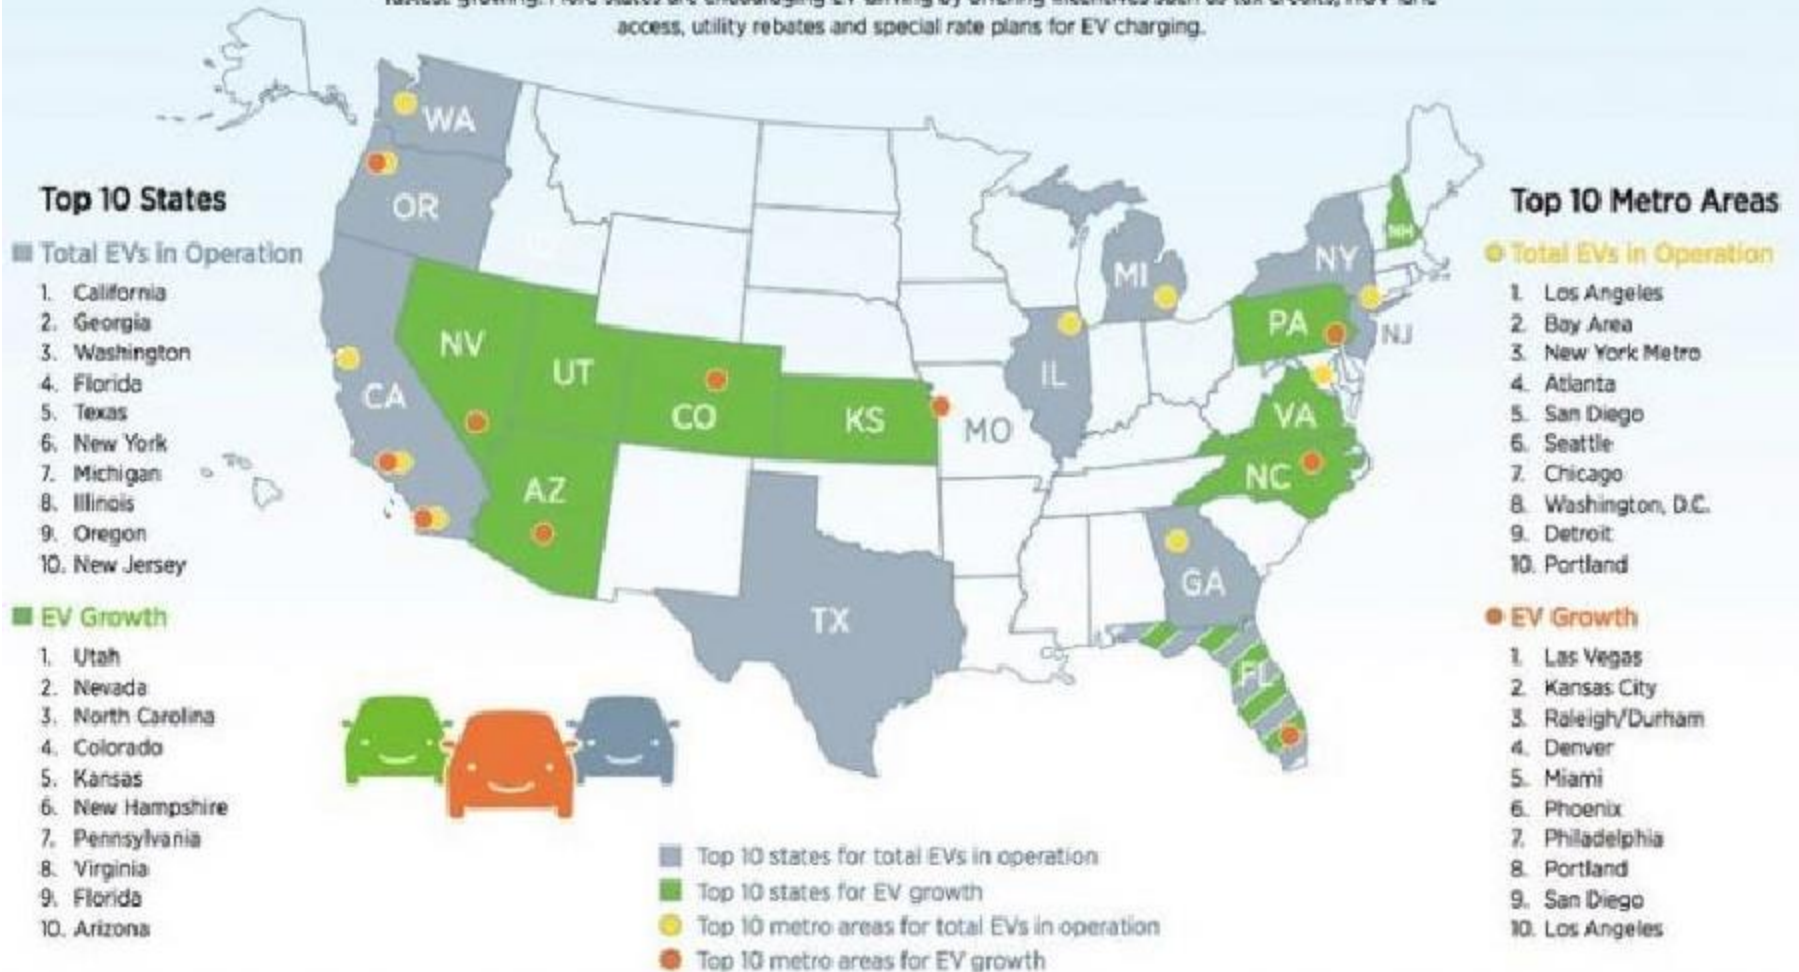 access, utility rebates and special rate plans for EV charging.
Top 10 States
Total EVs in Operation
1. California
2. Georgia
3. Washington
4. Florida
5. Texas
6. New York
7. Michigan
8. Illinois
9. Oregon
10. New Jersey
EV Growth
1. Utah
2. Nevada
3. North Carolina
4. Colorado
5. Kansas
6. New Hampshire
7. Pennsylvania
8. Virginia
9. Florida
10. Arizona
WA
OR
CA
NV
UT
AZ
CO
KS
MO
TX
IL
MI
NY
NH
PA
NJ
VA
NC
GA
FL
Top 10 states for total EVs in operation
Top 10 states for EV growth
Top 10 metro areas for total EVs in operation
Top 10 metro areas for EV growth
Top 10 Metro Areas
Total EVs in Operation
1. Los Angeles
2. Bay Area
3. New York Metro
4. Atlanta
5. San Diego
6. Seattle
7. Chicago
8. Washington, D.C.
9. Detroit
10. Portland
EV Growth
1. Las Vegas
2. Kansas City
3. Raleigh/Durham
4. Denver
5. Miami
6. Phoenix
7. Philadelphia
8. Portland
9. San Diego
10. Los Angeles